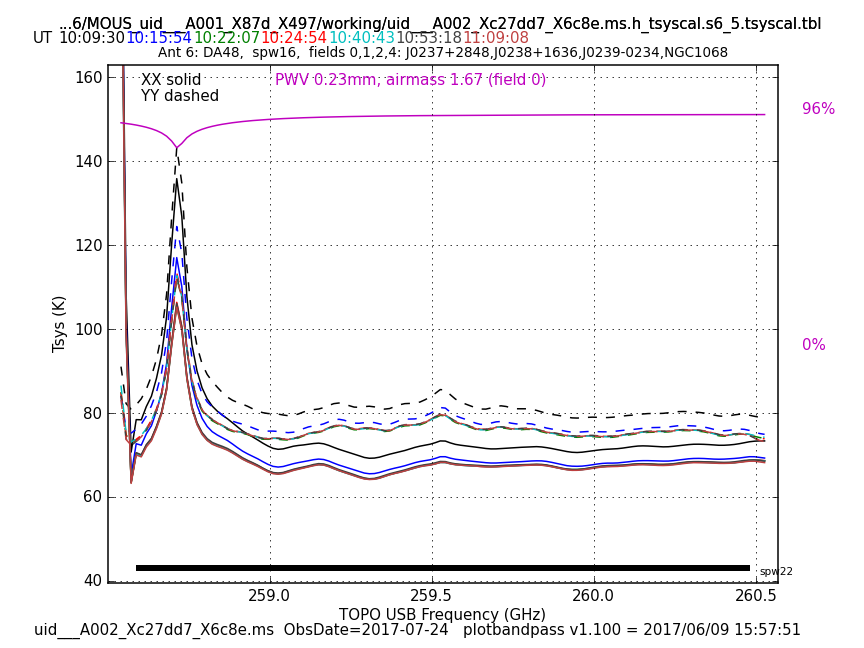 ...6/MOUS_uid___A001_X87d_X497/working/uid___A002_Xc27dd7_X6c8e.ms.h_tsyscal.s6_5.tsyscal.tbl
UT 10:09:30 10:15:54 10:22:07 10:24:54 10:40:43 10:53:18 11:09:08
Ant 6: DA48, spw16, fields 0,1,2,4: J0237+2848,J0238+1636,J0239-0234,NGC1068
XX solid
YY dashed
PWV 0.23mm, airmass 1.67 (field 0)
96%
0%
160
140
120
100
80
60
40
Tsys (K)
spw22
259.0 259.5 260.0 260.5
TOPO USB Frequency (GHz)
uid___A002_Xc27dd7_X6c8e.ms ObsDate=2017-07-24 plotbandpass v1.100 = 2017/06/09 15:57:51